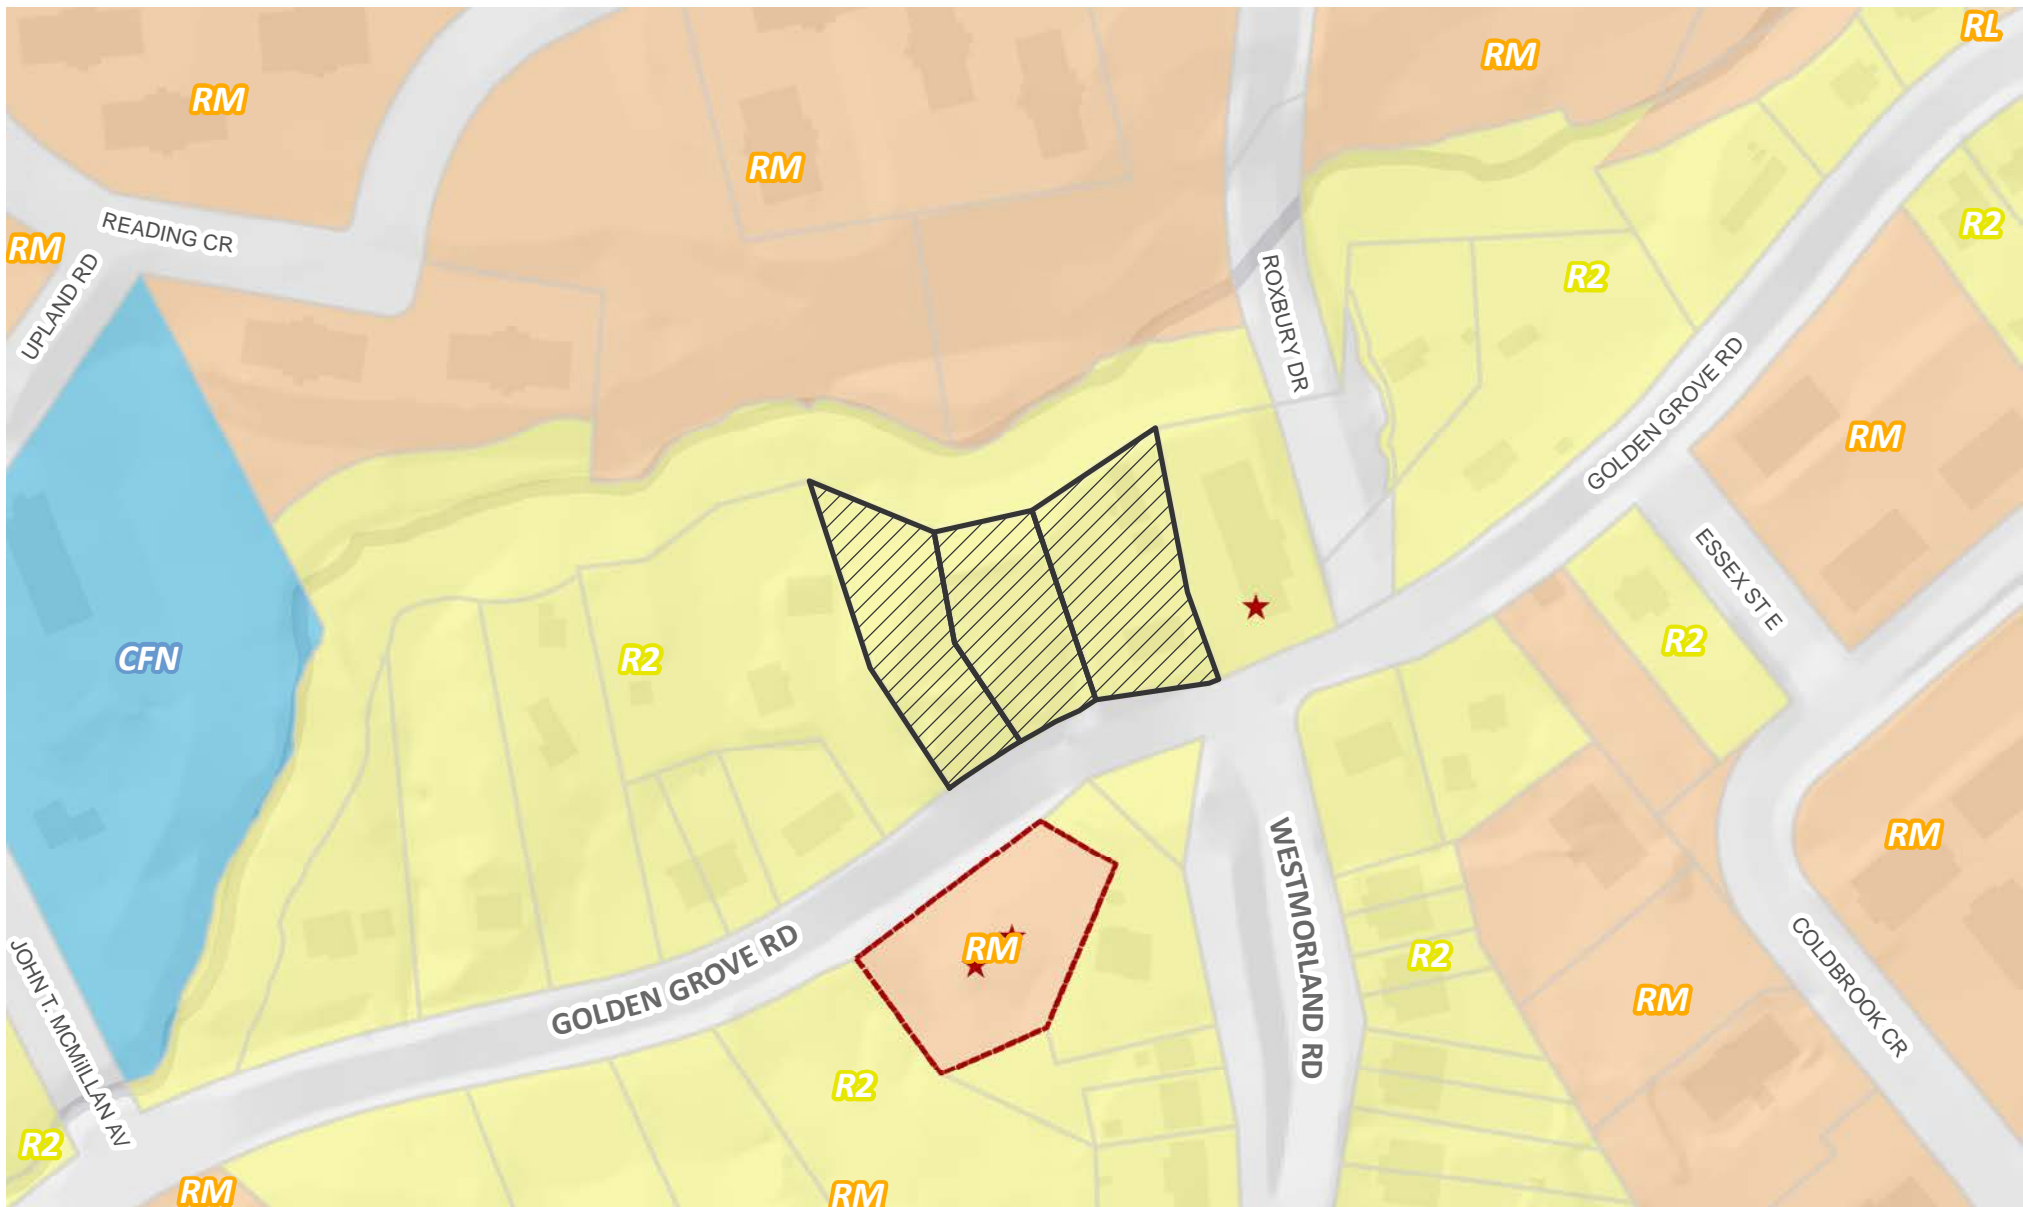 RL
RM
RM
RM
R2
READING CR
RM
R2
UPLAND RD
ROXBURY DR
GOLDEN GROVE RD
RM
ESSEX ST E
R2
CFN
R2
RM
WESTMORLAND RD
RM
R2
GOLDEN GROVE RD
COLDBROOK CR
RM
JOHN T. MCMILLAN AV
R2
R2
RM
RM